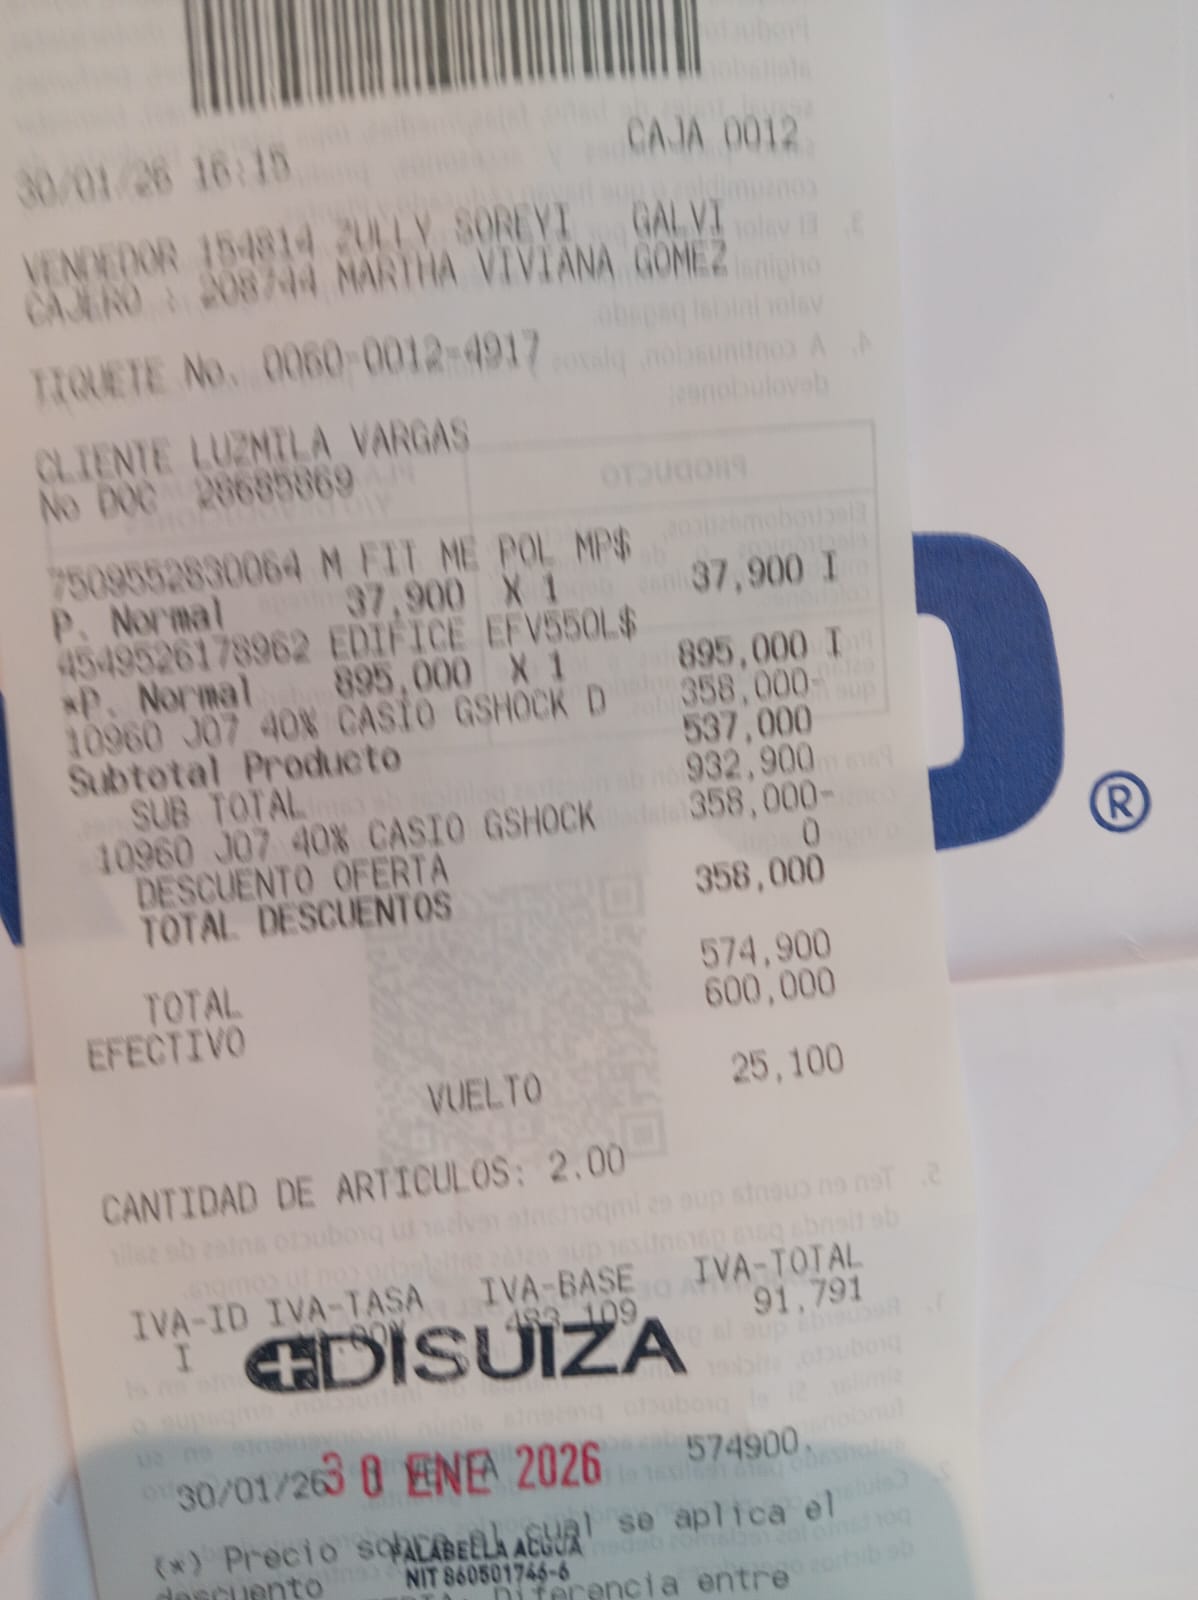 30/01/26 16:15 CAJA 0012
VENDEDOR 154814 ZULLY SOREYI GALVI
CAJERO : 208744 MARTHA VIVIANA GOMEZ
TIQUETE No. 0060-0012-4917
CLIENTE LUZMILA VARGAS
No DOC 28685869
7509552830064 M FIT ME POL MP$
P. Normal 37,900 X 1 37,900 I
4549526178962 EDIFICE EFV550L$
*P. Normal 895,000 X 1 895,000 I
10960 J07 40% CASIO GSHOCK D 358,000-
Subtotal Producto 537,000
SUB TOTAL 932,900
10960 J07 40% CASIO GSHOCK 358,000-
DESCUENTO OFERTA 0
TOTAL DESCUENTOS 358,000
TOTAL 574,900
EFECTIVO 600,000
VUELTO 25,100
CANTIDAD DE ARTICULOS: 2.00
IVA-ID IVA-TASA IVA-BASE IVA-TOTAL
I 483,109 91,791
DISUIZA
30/01/26 VENTA 574900.
30 ENE 2026
(*) Precio sobre el cual se aplica el
FALABELLA ACQUA
NIT 860501746-6
descuento Diferencia entre
®